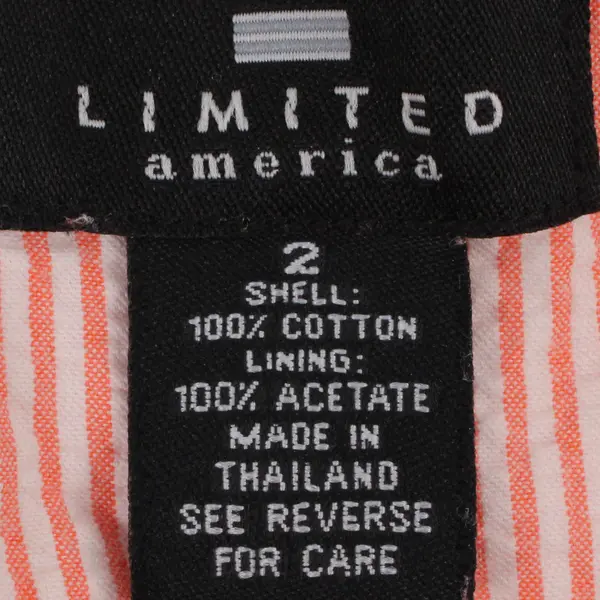 LIMITED
america
2
SHELL:
100% COTTON
LINING:
100% ACETATE
MADE IN
THAILAND
SEE REVERSE
FOR CARE